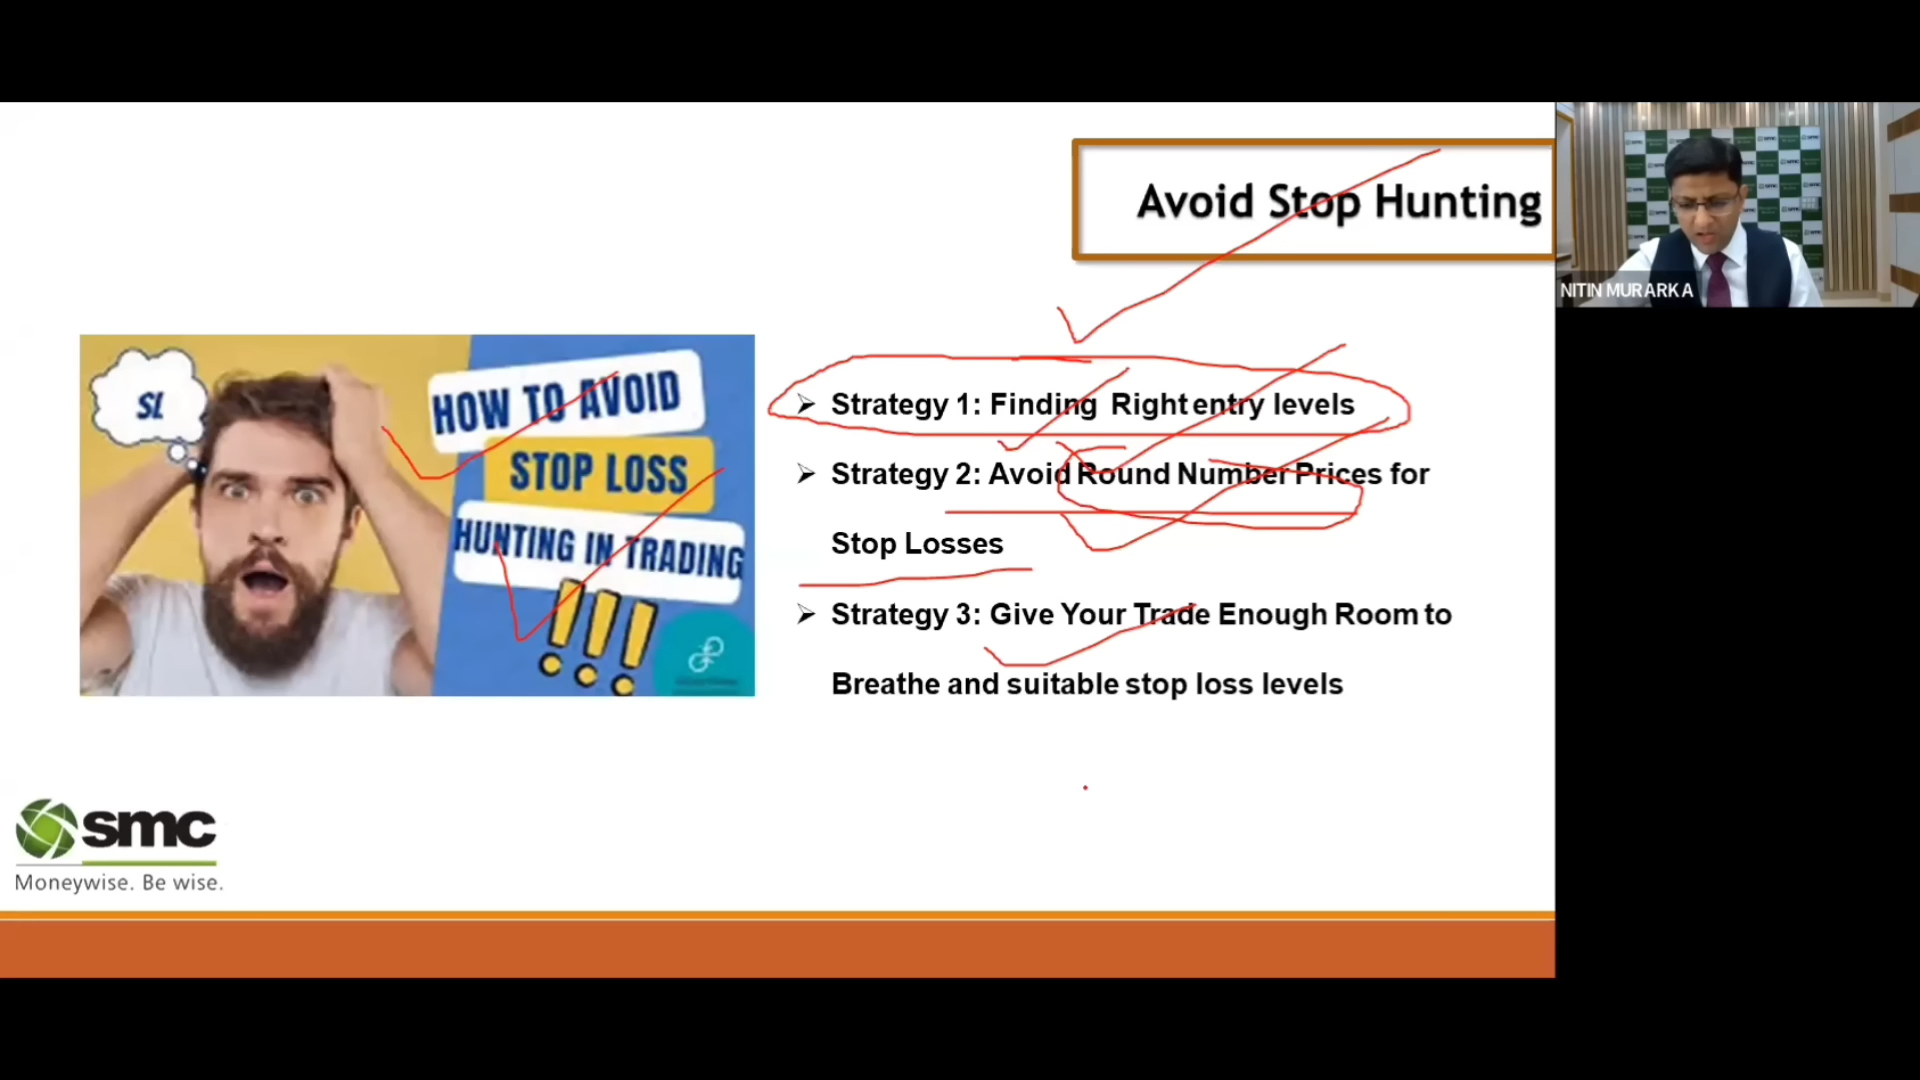 Avoid Stop Hunting
NITIN MURARKA
SL
HOW TO AVOID
STOP LOSS
HUNTING IN TRADING
!!!
➢ Strategy 1: Finding Right entry levels
➢ Strategy 2: Avoid Round Number Prices for
Stop Losses
➢ Strategy 3: Give Your Trade Enough Room to
Breathe and suitable stop loss levels
smc
Moneywise. Be wise.